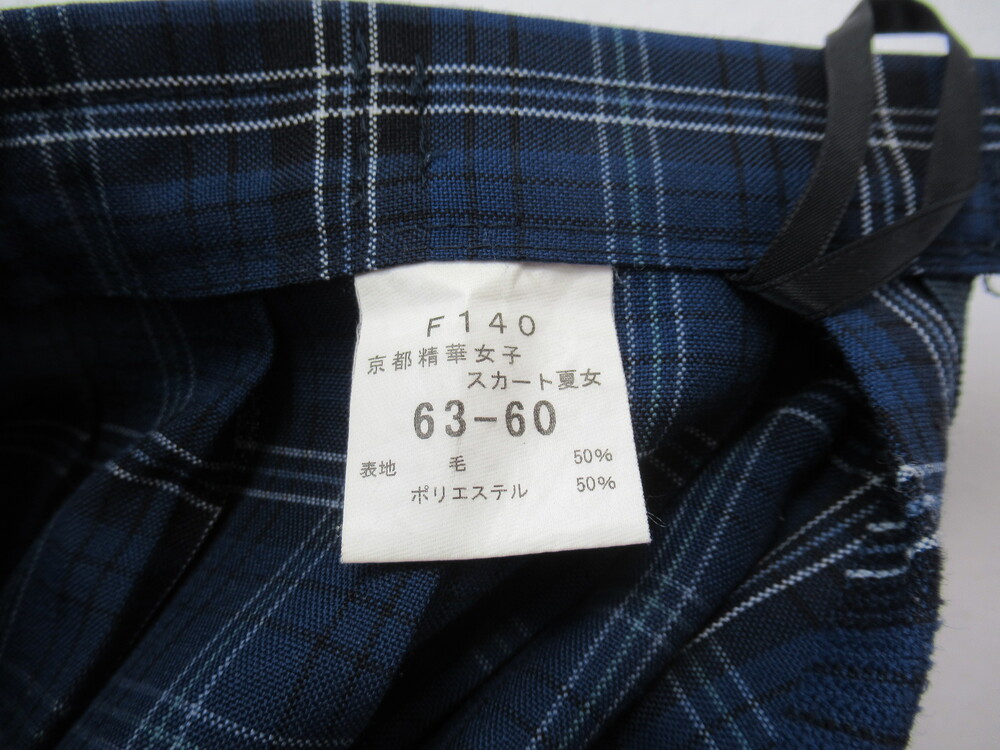 F140
京都精華女子
スカート夏女
63-60
表地 毛 50%
ポリエステル 50%